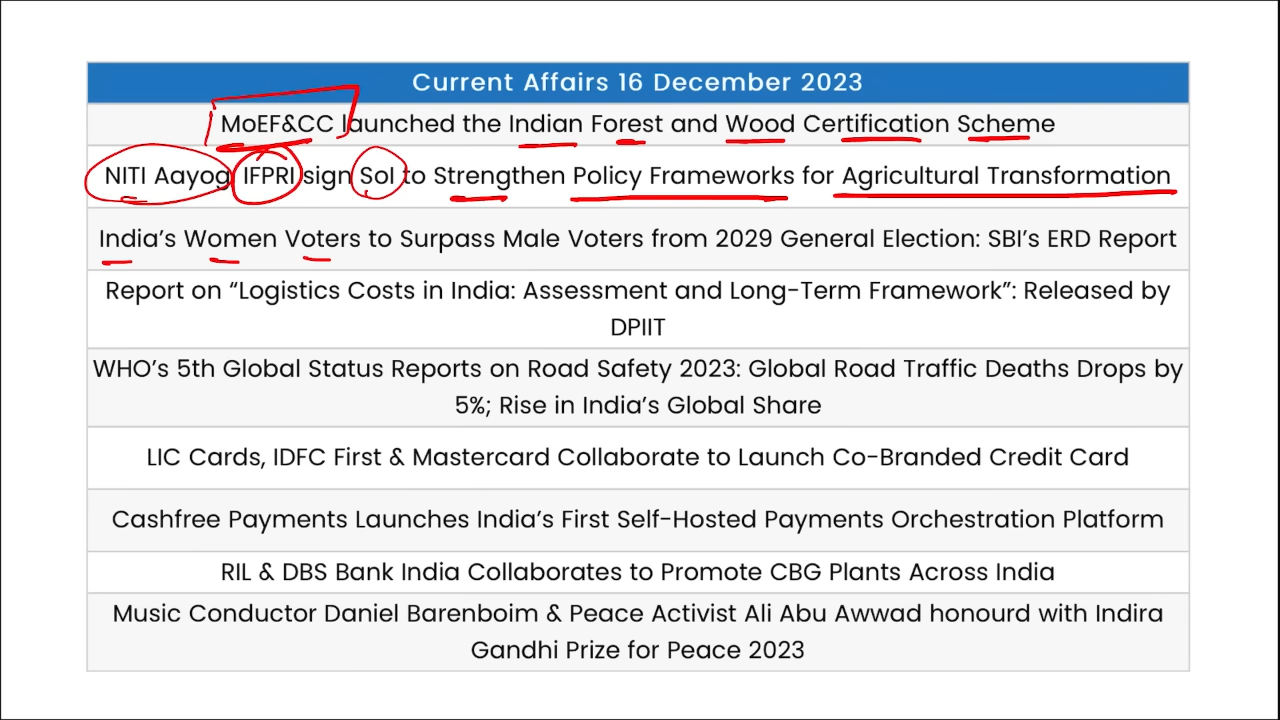 Current Affairs 16 December 2023
MoEF&CC launched the Indian Forest and Wood Certification Scheme
NITI Aayog IFPRI sign SoI to Strengthen Policy Frameworks for Agricultural Transformation
India’s Women Voters to Surpass Male Voters from 2029 General Election: SBI’s ERD Report
Report on “Logistics Costs in India: Assessment and Long-Term Framework”: Released by
DPIIT
WHO’s 5th Global Status Reports on Road Safety 2023: Global Road Traffic Deaths Drops by
5%; Rise in India’s Global Share
LIC Cards, IDFC First & Mastercard Collaborate to Launch Co-Branded Credit Card
Cashfree Payments Launches India’s First Self-Hosted Payments Orchestration Platform
RIL & DBS Bank India Collaborates to Promote CBG Plants Across India
Music Conductor Daniel Barenboim & Peace Activist Ali Abu Awwad honourd with Indira
Gandhi Prize for Peace 2023